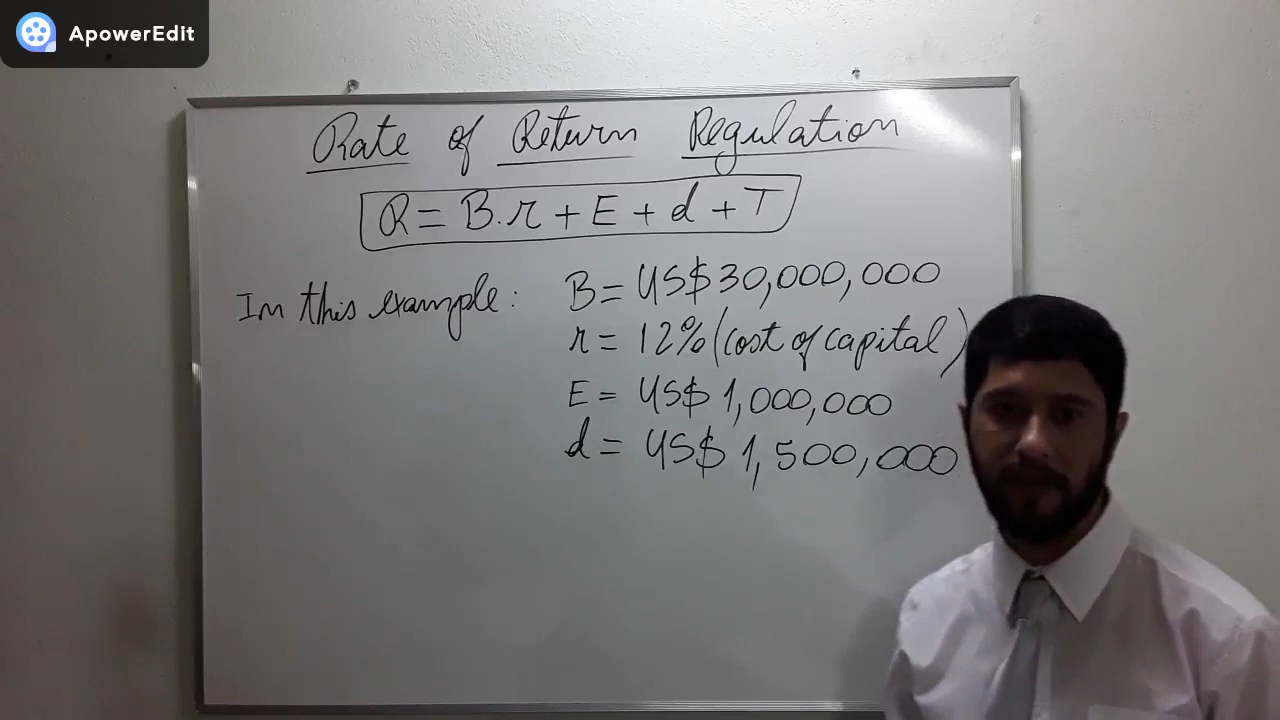 ApowerEdit
Rate of Return Regulation
R = B.r + E + d + T
In this example: B = US$ 30,000,000
r = 12% (cost of capital)
E = US$ 1,000,000
d = US$ 1,500,000